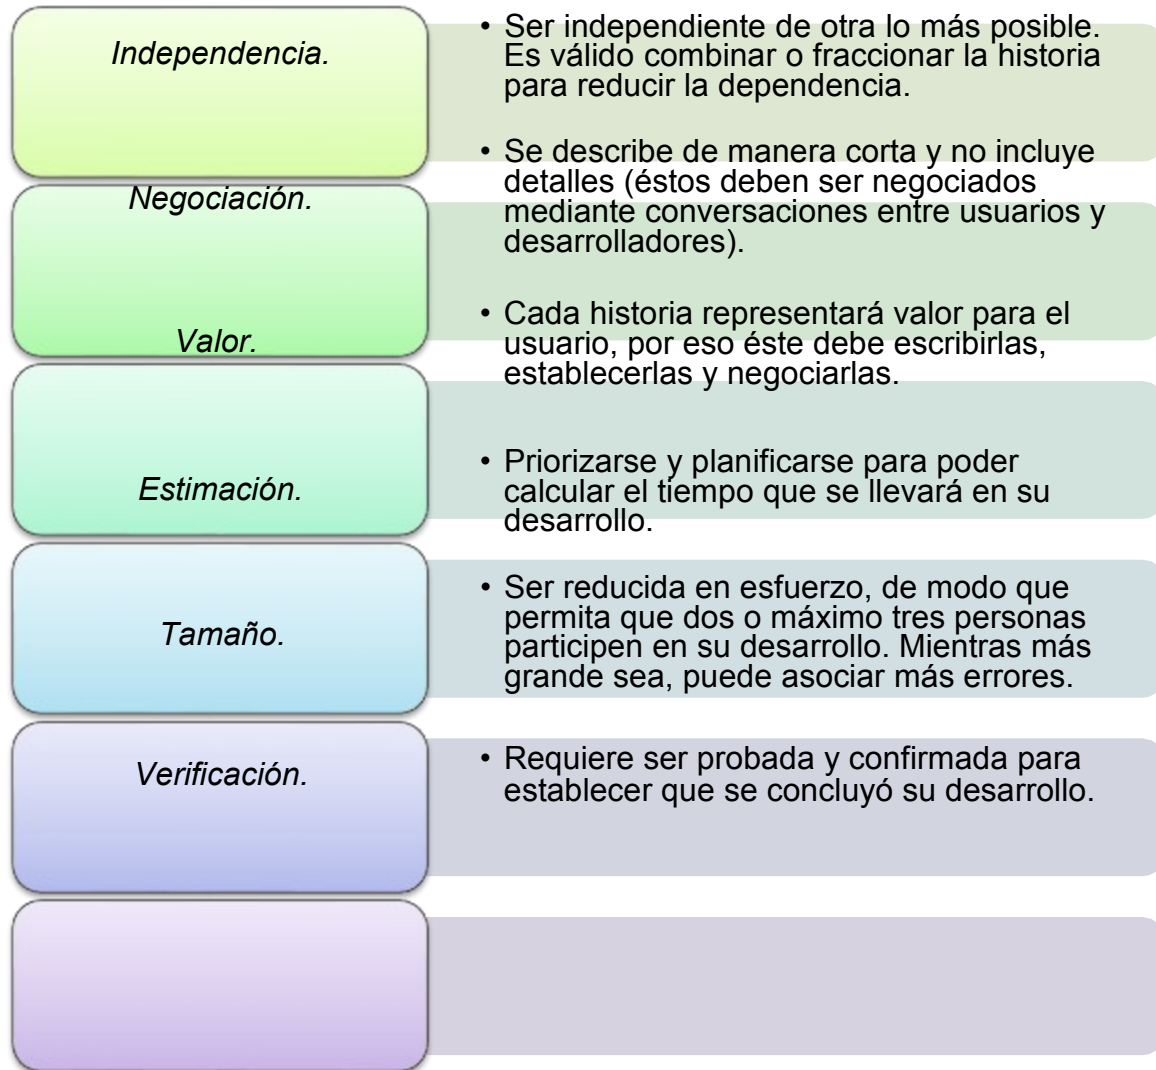 Independencia.
• Ser independiente de otra lo más posible.
Es válido combinar o fraccionar la historia
para reducir la dependencia.
Negociación.
• Se describe de manera corta y no incluye
detalles (éstos deben ser negociados
mediante conversaciones entre usuarios y
desarrolladores).
Valor.
• Cada historia representará valor para el
usuario, por eso éste debe escribirlas,
establecerlas y negociarlas.
Estimación.
• Priorizarse y planificarse para poder
calcular el tiempo que se llevará en su
desarrollo.
Tamaño.
• Ser reducida en esfuerzo, de modo que
permita que dos o máximo tres personas
participen en su desarrollo. Mientras más
grande sea, puede asociar más errores.
Verificación.
• Requiere ser probada y confirmada para
establecer que se concluyó su desarrollo.